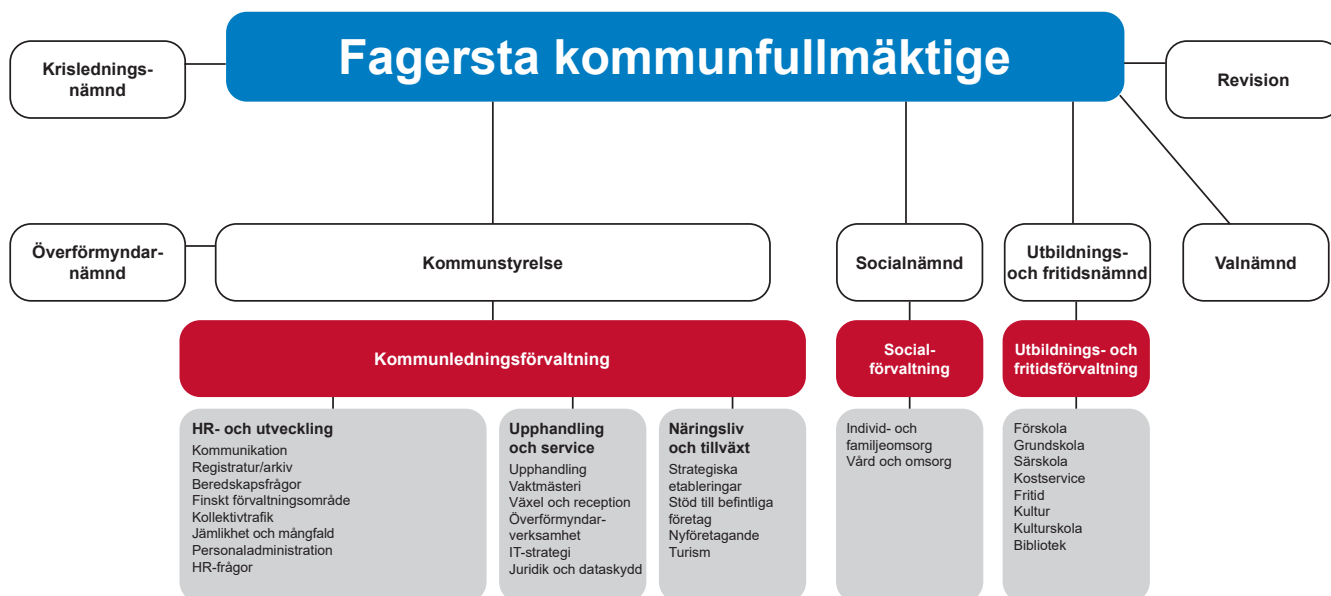 Fagersta kommunfullmäktige
Krislednings-
nämnd
Revision
Överförmyndar-
nämnd
Kommunstyrelse
Socialnämnd
Utbildnings-
och fritidsnämnd
Valnämnd
Kommunledningsförvaltning
Social-
förvaltning
Utbildnings- och
fritidsförvaltning
HR- och utveckling
Kommunikation
Registratur/arkiv
Beredskapsfrågor
Finskt förvaltningsområde
Kollektivtrafik
Jämlikhet och mångfald
Personaladministration
HR-frågor
Upphandling
och service
Upphandling
Vaktmästeri
Växel och reception
Överförmyndar-
verksamhet
IT-strategi
Juridik och dataskydd
Näringsliv
och tillväxt
Strategiska
etableringar
Stöd till befintliga
företag
Nyföretagande
Turism
Individ- och
familjeomsorg
Vård och omsorg
Förskola
Grundskola
Särskola
Kostservice
Fritid
Kultur
Kulturskola
Bibliotek